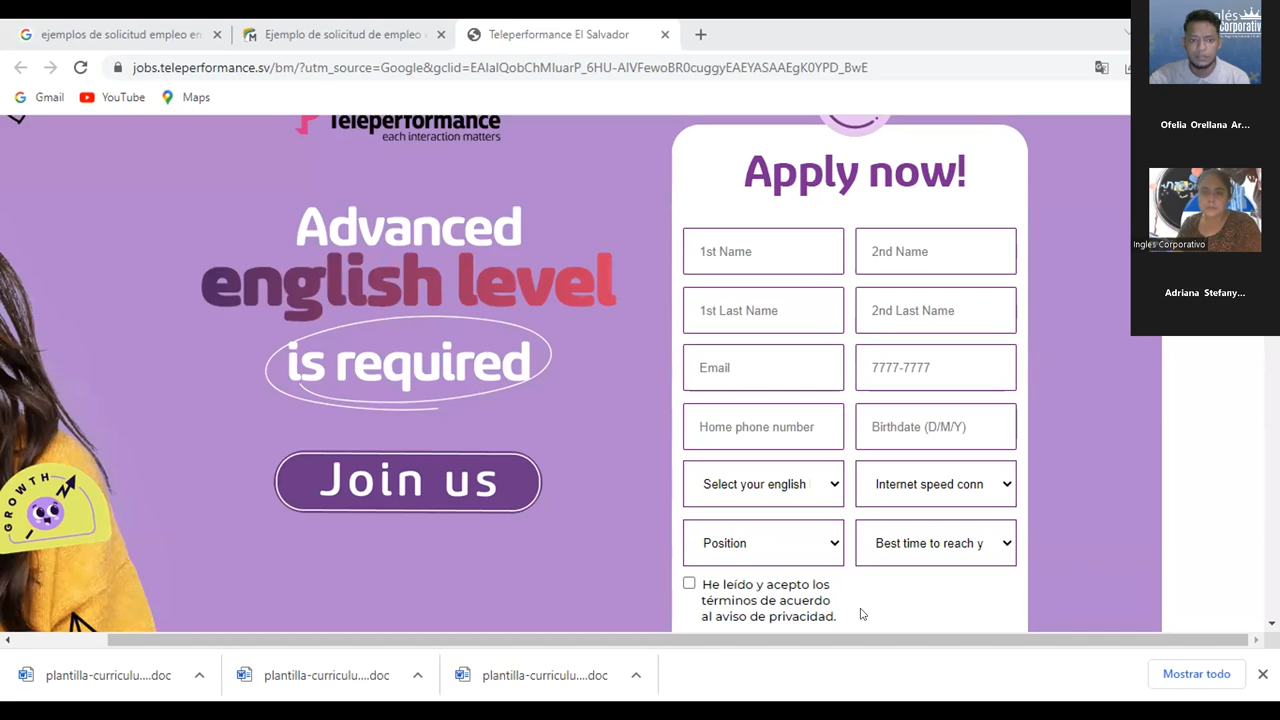 ejemplos de solicitud empleo en
Ejemplo de solicitud de empleo
Teleperformance El Salvador
jobs.teleperformance.sv/bm/?utm_source=Google&gclid=EAIaIQobChMIuarP_6HU-AIVFewoBR0cuggyEAEYASAAEgK0YPD_BwE
Gmail
YouTube
Maps
Teleperformance
each interaction matters
Advanced
english level
is required
Join us
GROWTH
Apply now!
1st Name
2nd Name
1st Last Name
2nd Last Name
Email
7777-7777
Home phone number
Birthdate (D/M/Y)
Select your english
Internet speed conn
Position
Best time to reach y
He leído y acepto los
términos de acuerdo
al aviso de privacidad.
glés
corporativ
Ofelia Orellana Ar...
Ingles Corporativo
Adriana Stefany...
plantilla-curriculu....doc
plantilla-curriculu....doc
plantilla-curriculu....doc
Mostrar todo